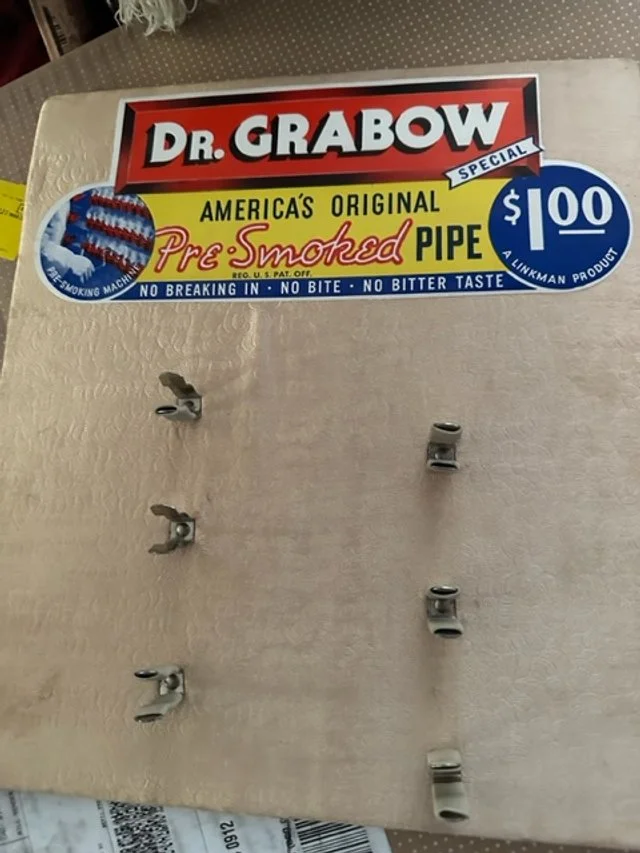 DR. GRABOW
SPECIAL
AMERICA'S ORIGINAL
Pre-Smoked PIPE
REG. U.S. PAT. OFF.
$1.00
A LINKMAN PRODUCT
PRE-SMOKING MACHINE
NO BREAKING IN · NO BITE · NO BITTER TASTE
0912